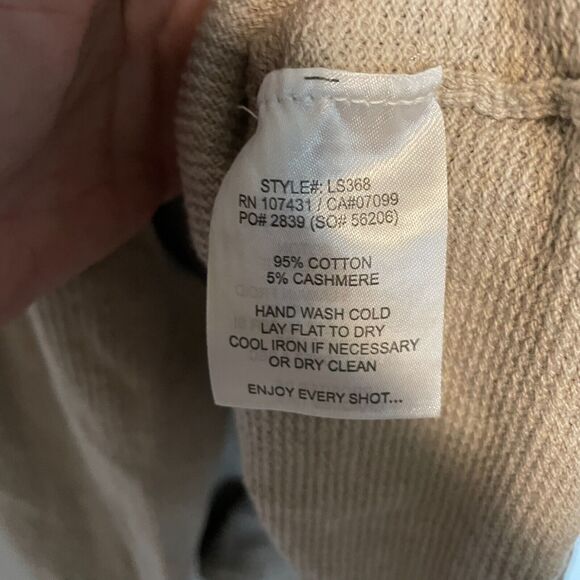 STYLE#: LS368
RN 107431 / CA#07099
PO# 2839 (SO# 56206)
95% COTTON
5% CASHMERE
HAND WASH COLD
LAY FLAT TO DRY
COOL IRON IF NECESSARY
OR DRY CLEAN
ENJOY EVERY SHOT...